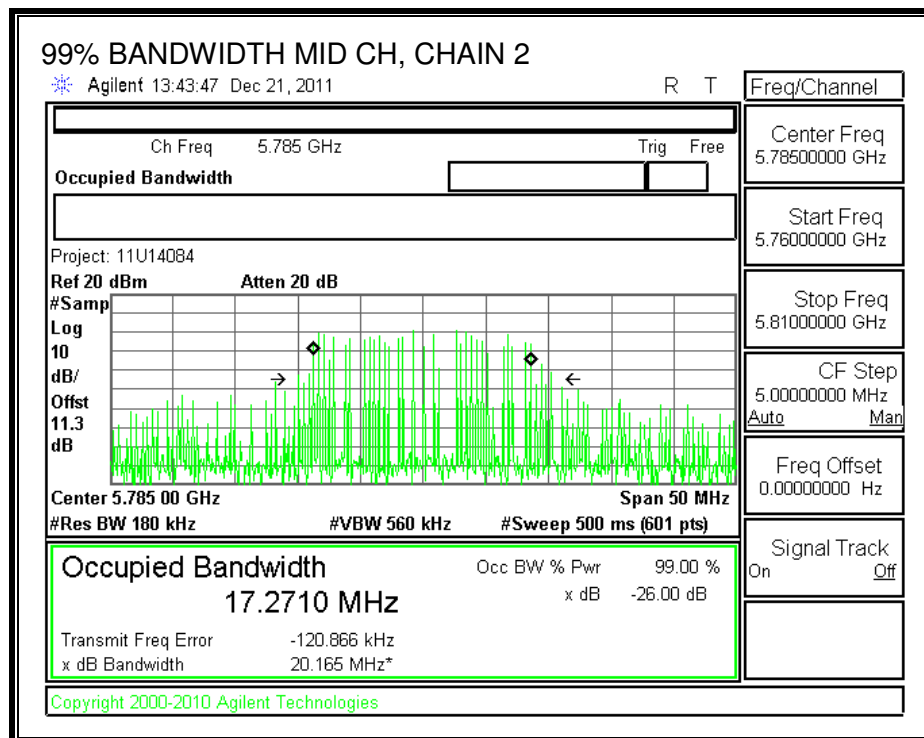 99% BANDWIDTH MID CH, CHAIN 2
Agilent 13:43:47 Dec 21, 2011 R T
Ch Freq 5.785 GHz Trig Free
Occupied Bandwidth
Project: 11U14084
Ref 20 dBm Atten 20 dB
#Samp
Log
10
dB/
Offst
11.3
dB
Center 5.785 00 GHz Span 50 MHz
#Res BW 180 kHz #VBW 560 kHz #Sweep 500 ms (601 pts)
Occupied Bandwidth
17.2710 MHz
Occ BW % Pwr 99.00 %
x dB -26.00 dB
Transmit Freq Error -120.866 kHz
x dB Bandwidth 20.165 MHz*
Copyright 2000-2010 Agilent Technologies
Freq/Channel
Center Freq
5.78500000 GHz
Start Freq
5.76000000 GHz
Stop Freq
5.81000000 GHz
CF Step
5.00000000 MHz
Auto Man
Freq Offset
0.00000000 Hz
Signal Track
On Off